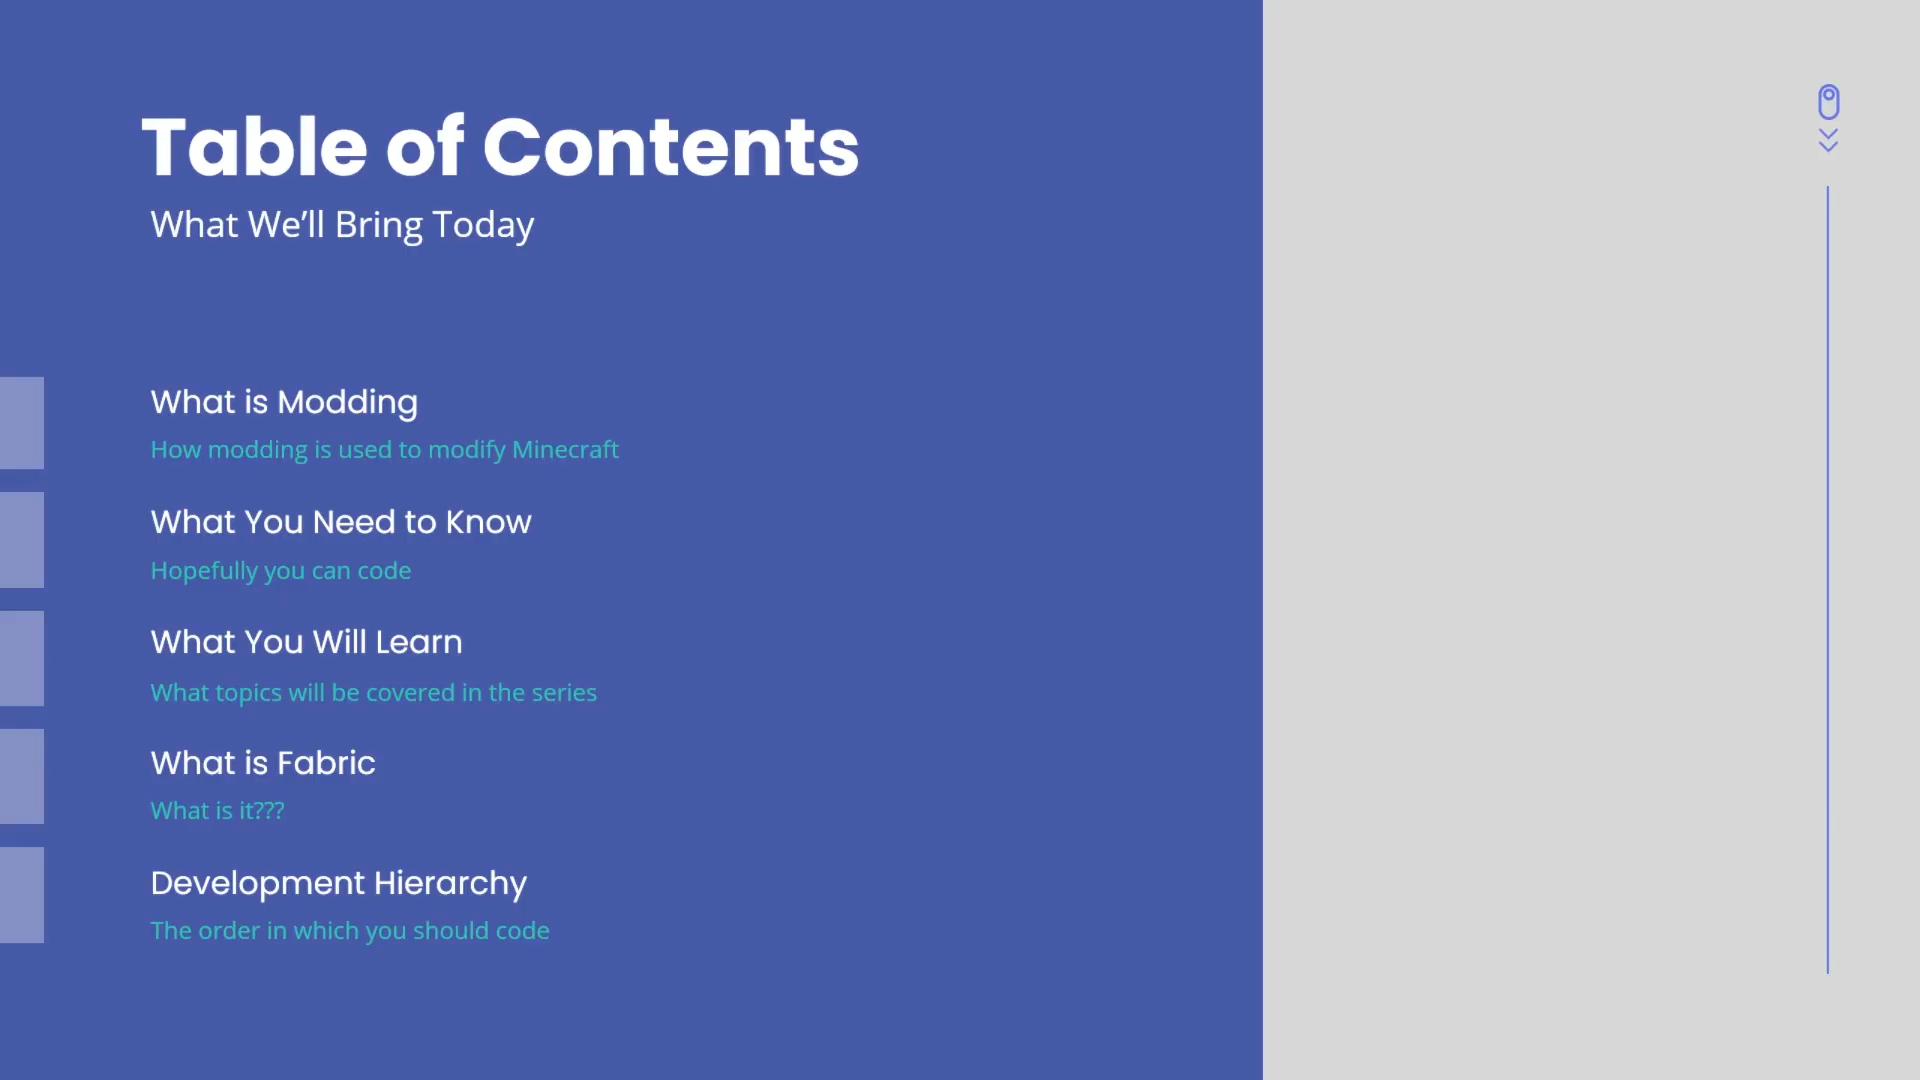 Table of Contents
What We’ll Bring Today
What is Modding
How modding is used to modify Minecraft
What You Need to Know
Hopefully you can code
What You Will Learn
What topics will be covered in the series
What is Fabric
What is it???
Development Hierarchy
The order in which you should code